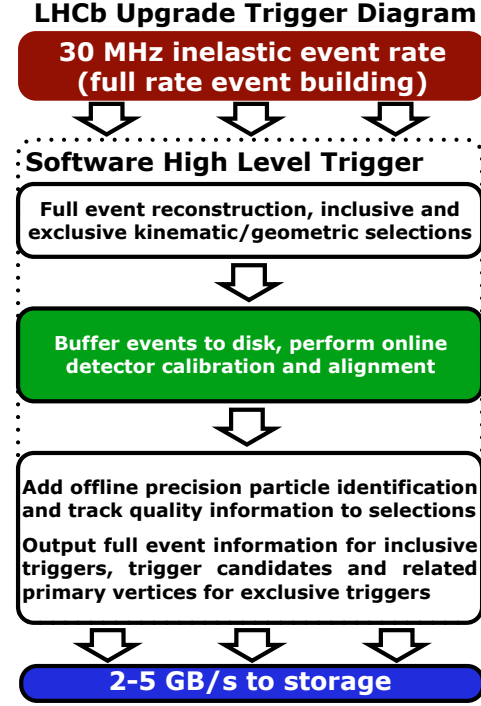 LHCb Upgrade Trigger Diagram
30 MHz inelastic event rate
(full rate event building)
Software High Level Trigger
Full event reconstruction, inclusive and
exclusive kinematic/geometric selections
Buffer events to disk, perform online
detector calibration and alignment
Add offline precision particle identification
and track quality information to selections
Output full event information for inclusive
triggers, trigger candidates and related
primary vertices for exclusive triggers
2-5 GB/s to storage